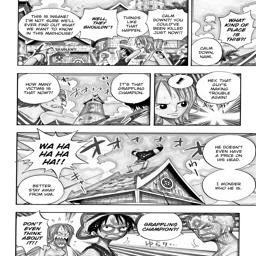 THIS IS INSANE!
I'M NOT SURE WE'LL
EVER FIND OUT WHAT
WE WANT TO KNOW
IN THIS MADHOUSE!
WELL,
THEY
SHOULDN'T
THINGS
LIKE
THAT
HAPPEN.
CALM
DOWN?! YOU
COULD'VE
BEEN KILLED
JUST NOW!!
WHAT
KIND OF
PLACE
IS
THIS?!
CALM
DOWN,
NAMI.
HOW MANY
VICTIMS IS
THAT NOW?!
IT'S THAT
GRAPPLING
CHAMPION.
HEY, THAT
GUY'S
MAKING
TROUBLE
AGAIN!
WA HA
HA HA
HA!!
BETTER
STAY AWAY
FROM HIM.
HE DOESN'T
EVEN HAVE
A PRICE ON
HIS HEAD.
I WONDER
WHO HE IS.
DON'T
EVEN
THINK
ABOUT
IT!!
GRAPPLING
CHAMP?!